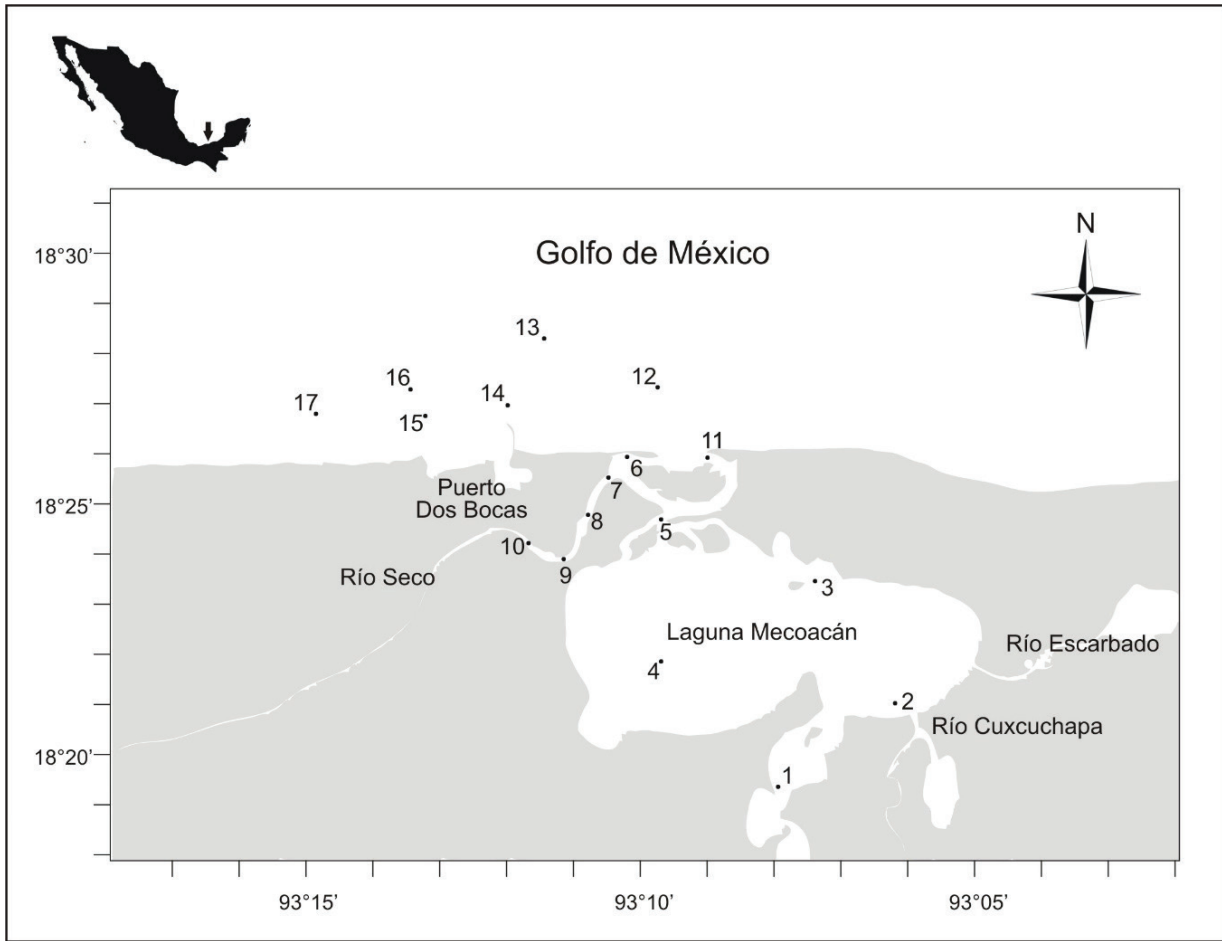 Golfo de México
N
18°30’
13
12
16
14
17
15
11
6
7
Puerto
Dos Bocas
18°25’
8
5
10
9
Río Seco
3
Laguna Mecoacán
Río Escarbado
4
2
Río Cuxcuchapa
18°20’
1
93°15’
93°10’
93°05’